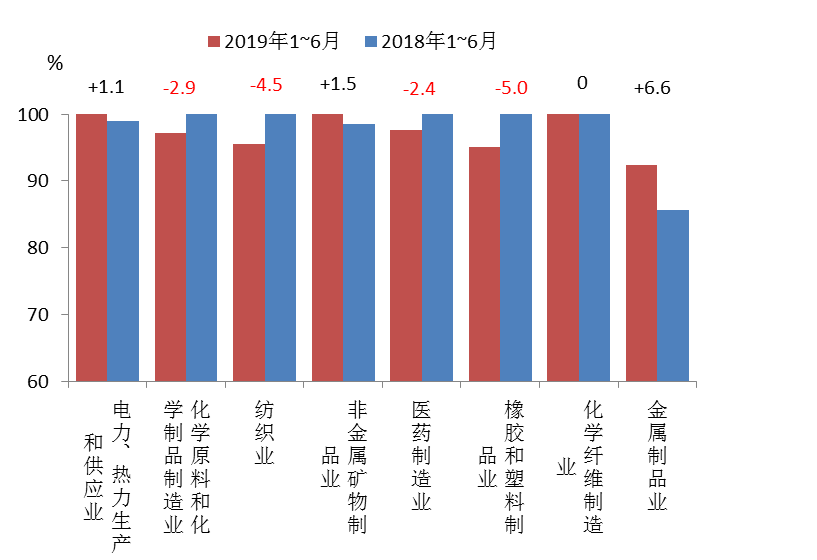 2019年1~6月 2018年1~6月
%
+1.1 -2.9 -4.5 +1.5 -2.4 -5.0 0 +6.6
100
90
80
70
60
电力、热力生产
和供应业
化学原料和化
学制品制造业
纺织业
非金属矿物制
品业
医药制造业
橡胶和塑料制
品业
化学纤维制造
业
金属制品业